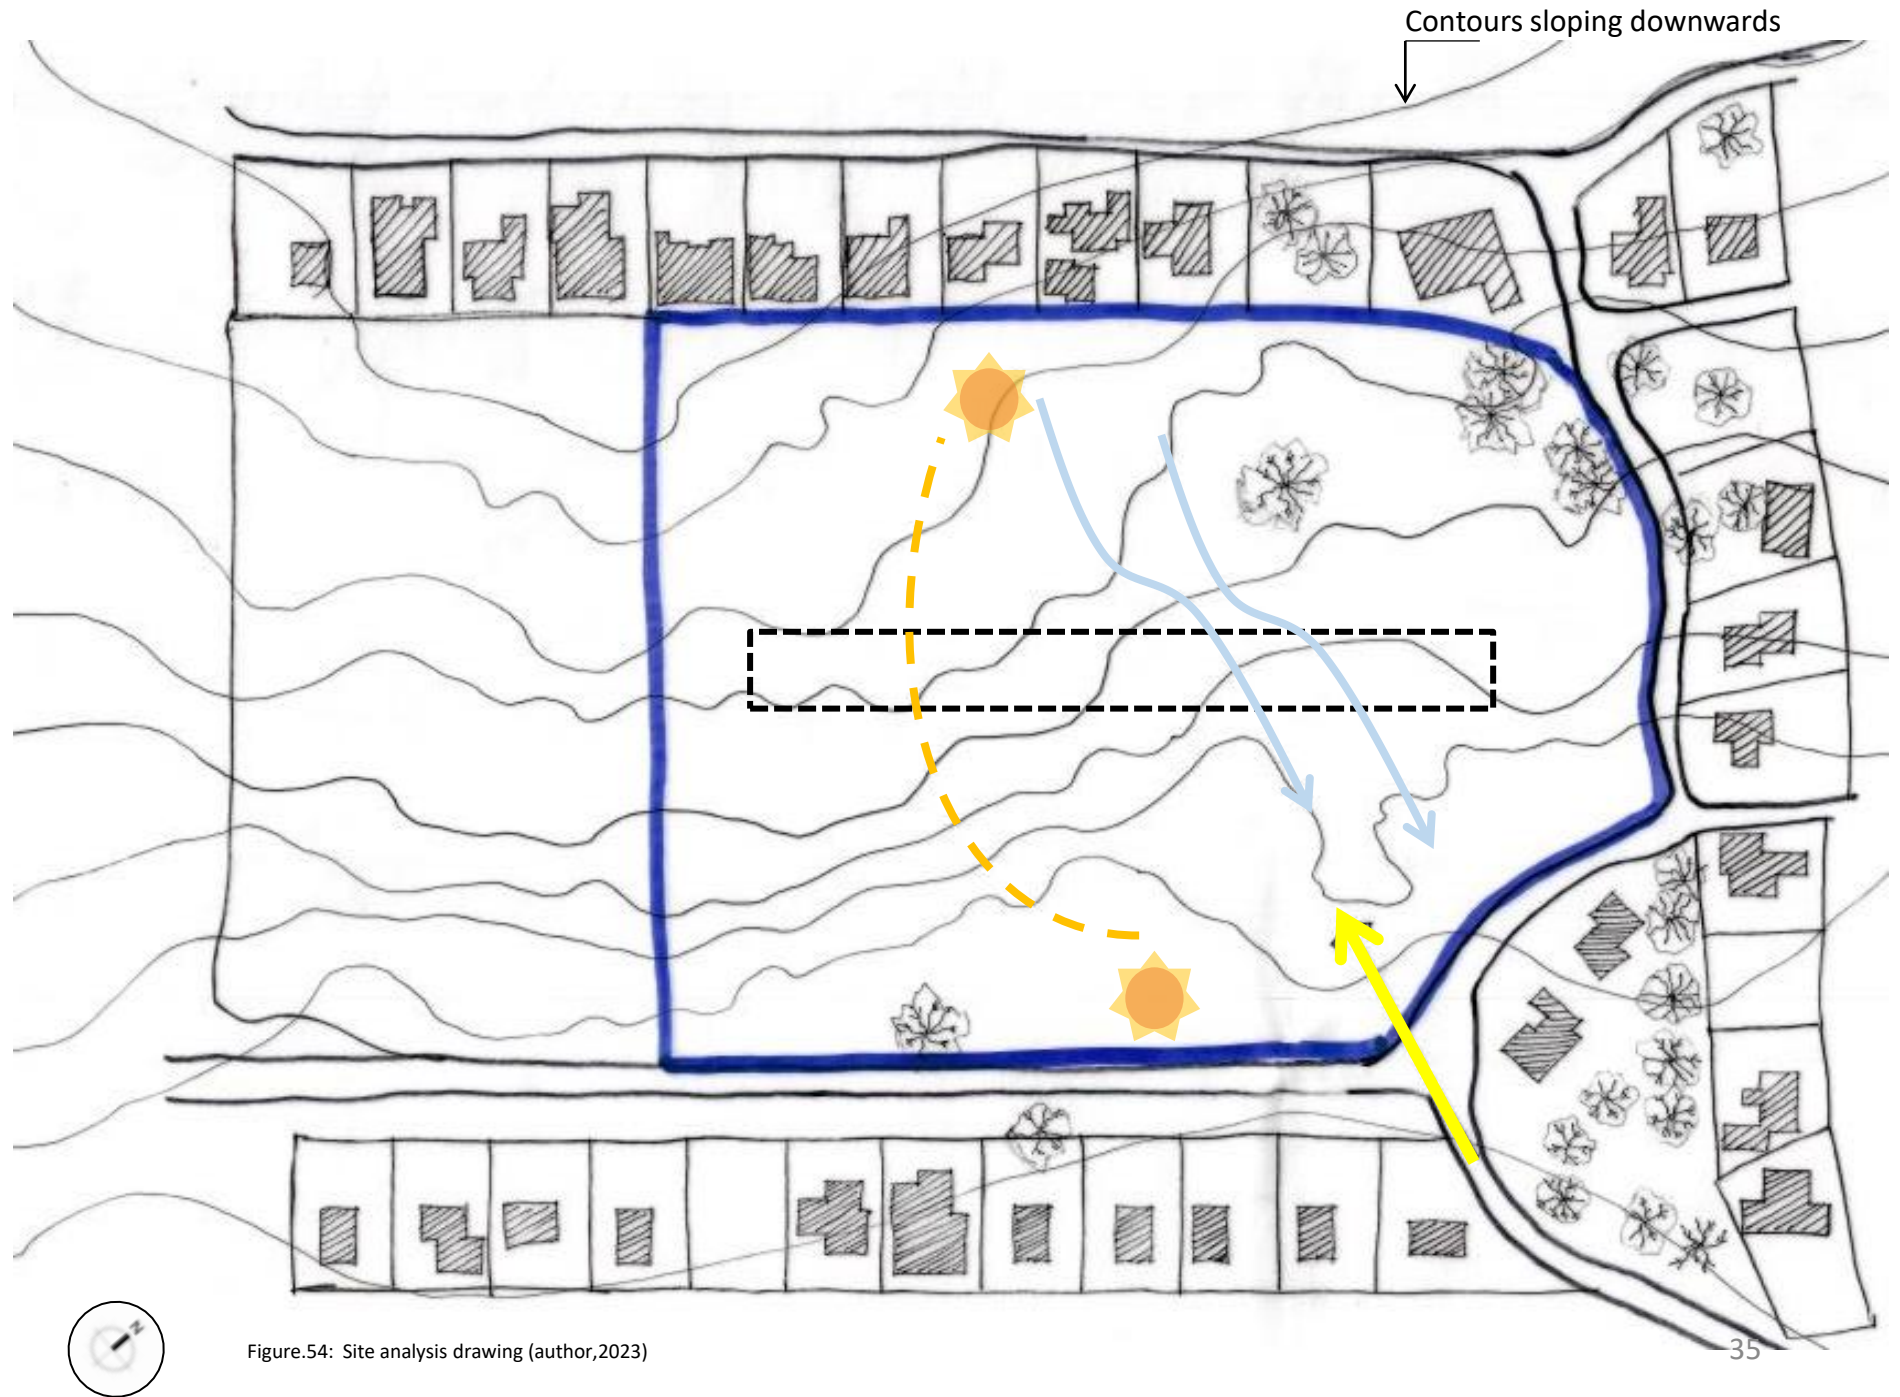 Contours sloping downwards
N
Figure.54: Site analysis drawing (author,2023)
35